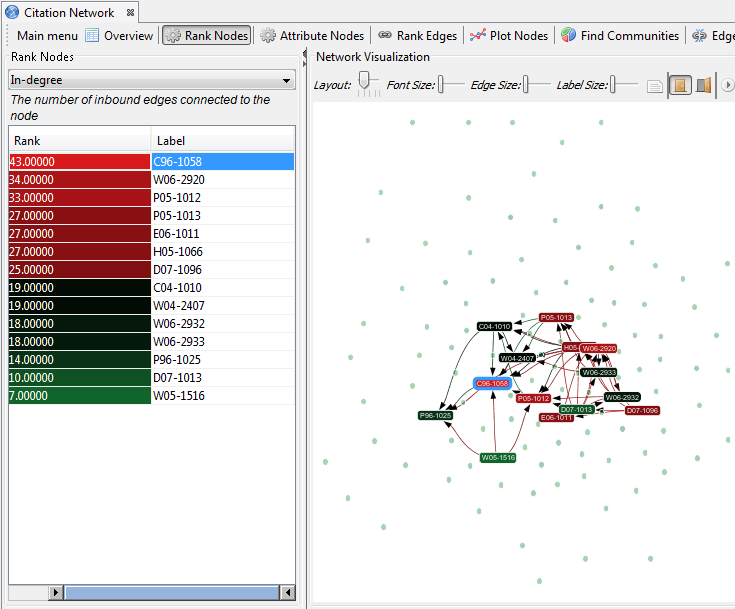 Citation Network
Main menu Overview Rank Nodes Attribute Nodes Rank Edges Plot Nodes Find Communities Edge
Rank Nodes
In-degree
The number of inbound edges connected to the
node
Rank Label
43.00000 C96-1058
34.00000 W06-2920
33.00000 P05-1012
27.00000 P05-1013
27.00000 E06-1011
27.00000 H05-1066
25.00000 D07-1096
19.00000 C04-1010
19.00000 W04-2407
18.00000 W06-2932
18.00000 W06-2933
14.00000 P96-1025
10.00000 D07-1013
7.00000 W05-1516
Network Visualization
Layout: Font Size: Edge Size: Label Size:
P05-1013
C04-1010
H05- W06-2920
W04-2407
W06-2933
C96-1058
P05-1012 W06-2932
D07-1013 D07-1096
P96-1025 E06-1011
W05-1516